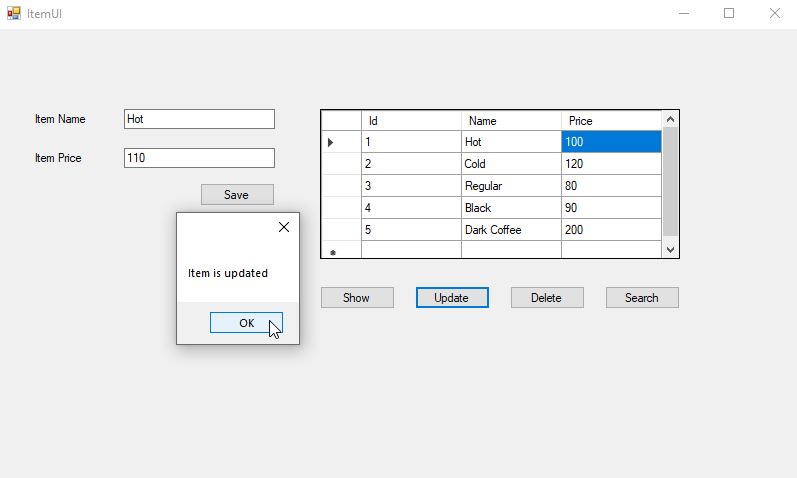 ItemUI
Item Name Hot
Item Price 110
Save
Id Name Price
1 Hot 100
2 Cold 120
3 Regular 80
4 Black 90
5 Dark Coffee 200
Show Update Delete Search
Item is updated
OK